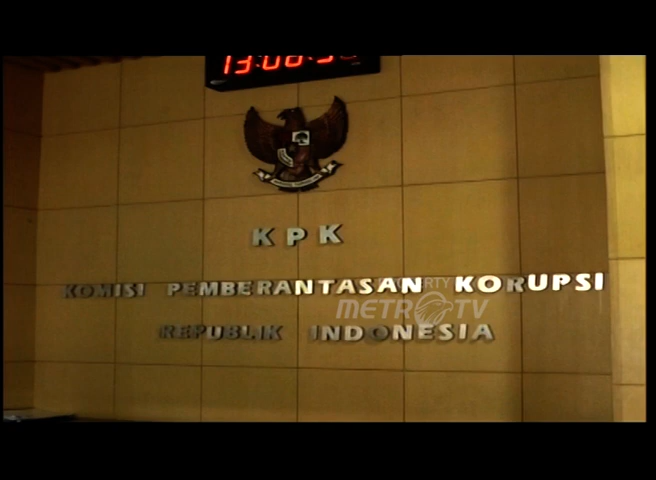 KPK
KOMISI PEMBERANTASAN KORUPSI
REPUBLIK INDONESIA
METRO TV